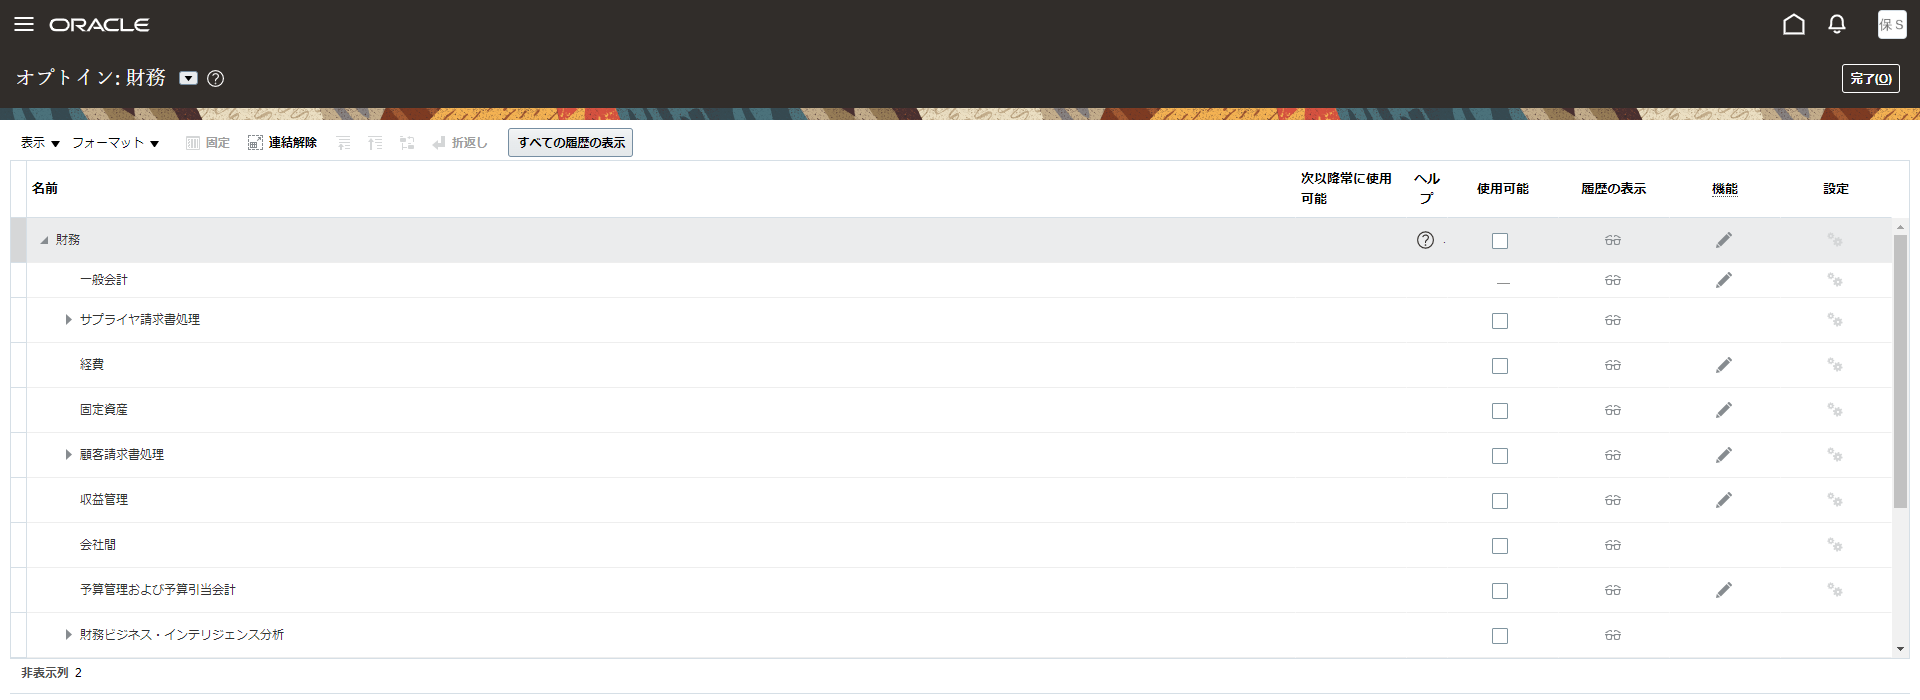 ORACLE
保 S
オプトイン: 財務
完了(O)
表示 フォーマット 固定 連結解除 折返し すべての履歴の表示
名前 次以降常に使用可能 ヘルプ 使用可能 履歴の表示 機能 設定
財務
一般会計
サプライヤ請求書処理
経費
固定資産
顧客請求書処理
収益管理
会社間
予算管理および予算引当会計
財務ビジネス・インテリジェンス分析
非表示列 2